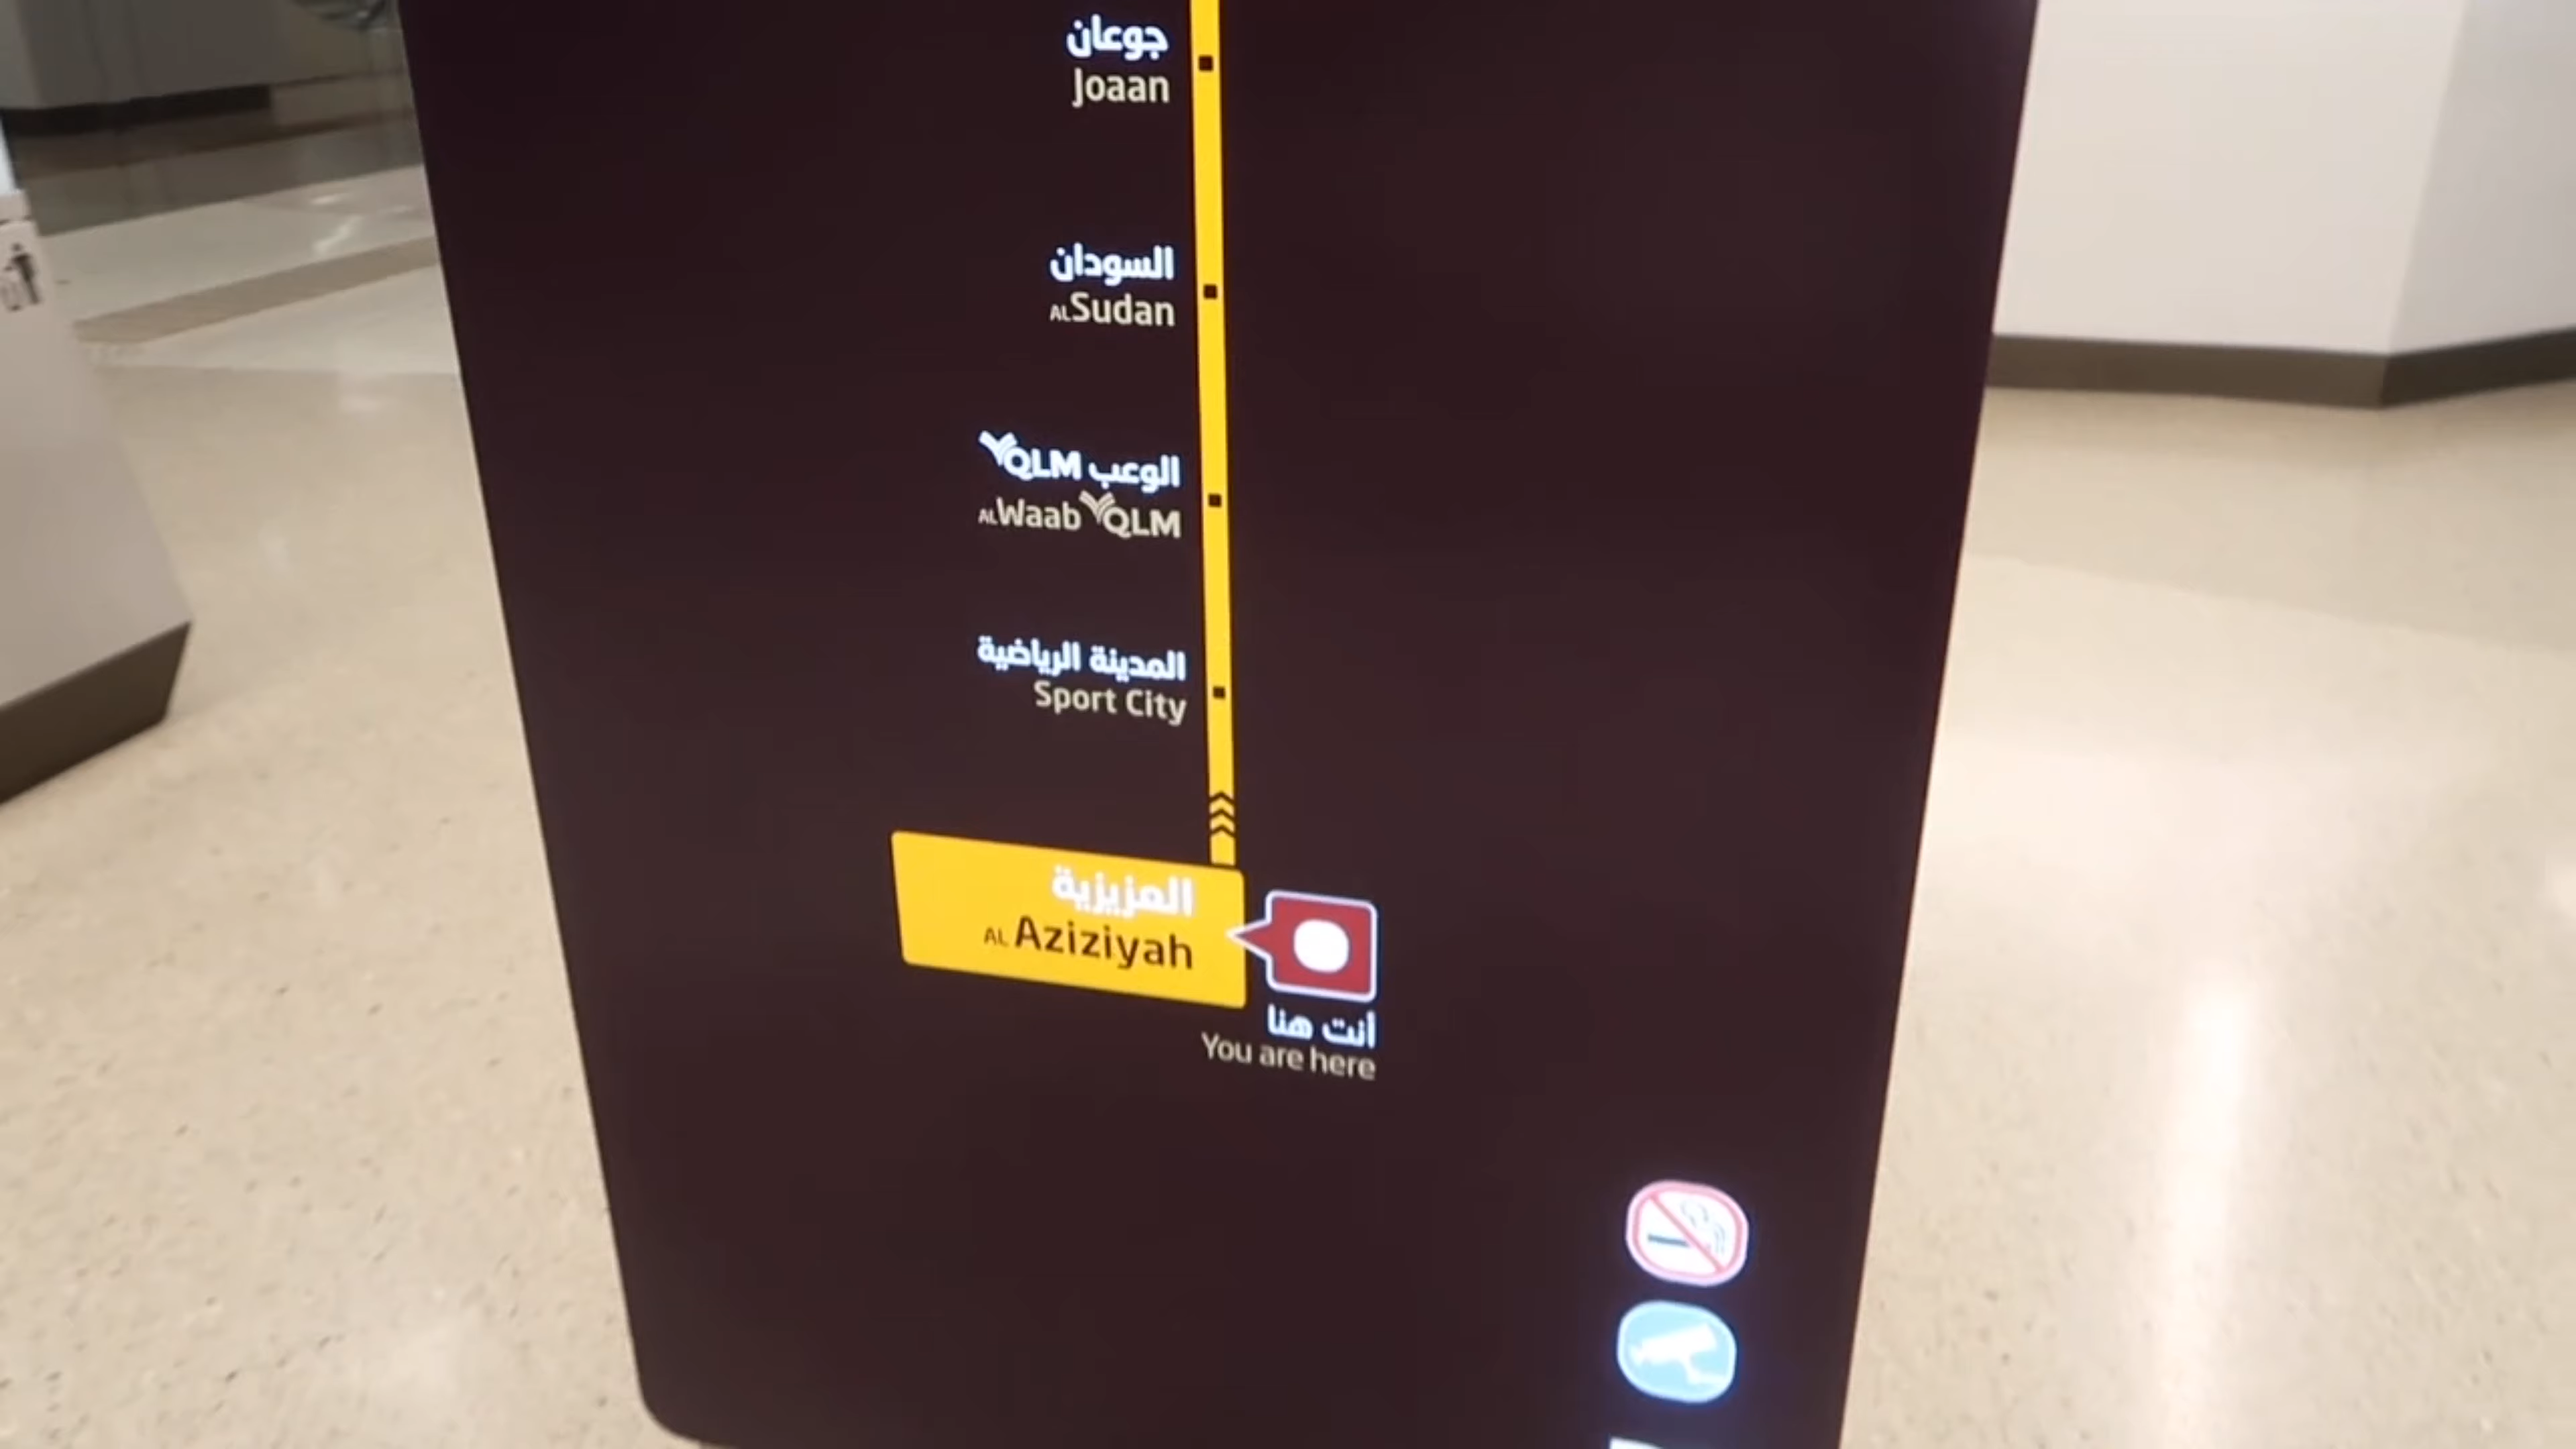 جوعان
Joaan
السودان
AL Sudan
الوعب QLM
AL Waab QLM
المدينة الرياضية
Sport City
العزيزية
AL Aziziyah
أنت هنا
You are here